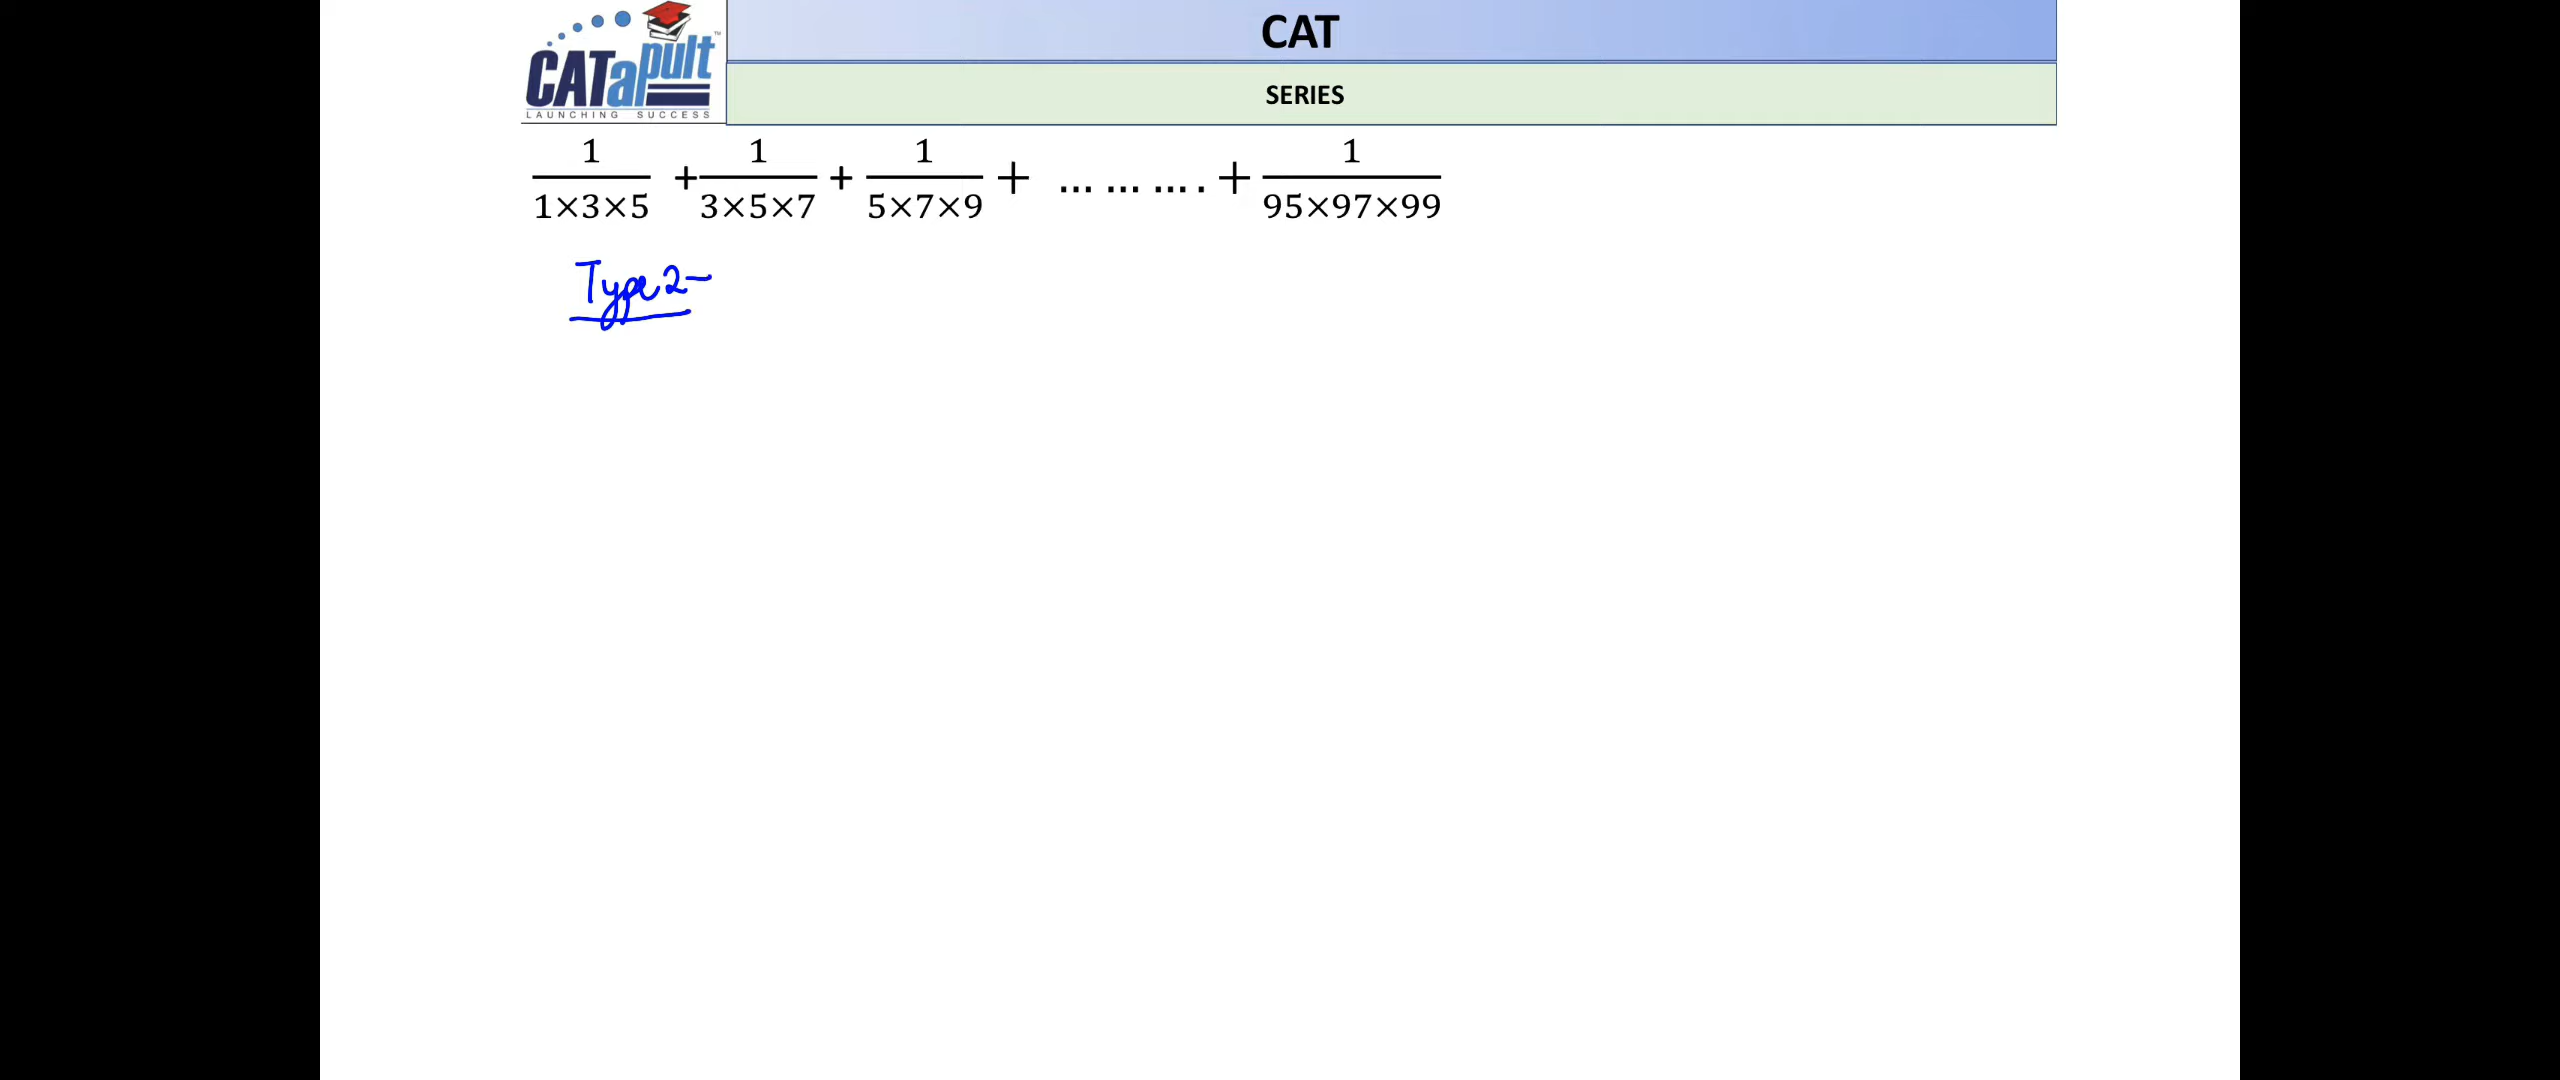 CATapult™
LAUNCHING SUCCESS
CAT
SERIES
1/(1×3×5) + 1/(3×5×7) + 1/(5×7×9) + ... ... ... . + 1/(95×97×99)
Type 2-